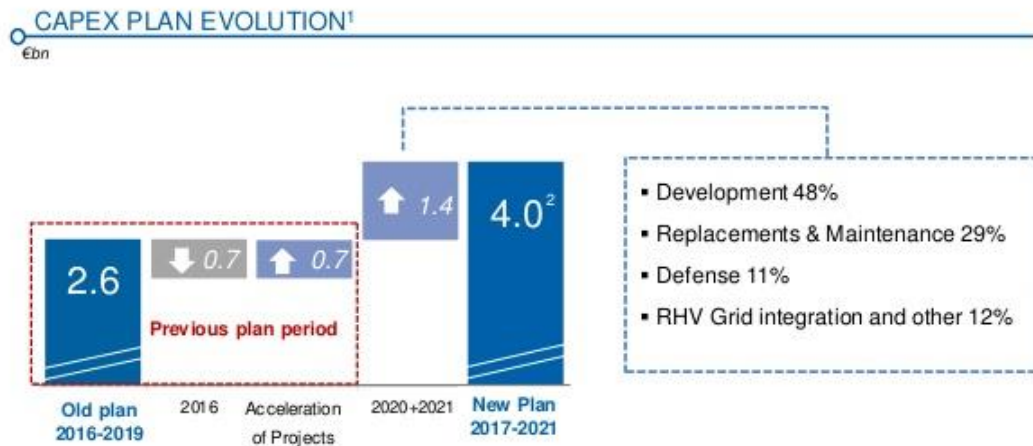 CAPEX PLAN EVOLUTION¹
€bn
2.6
0.7
0.7
1.4
4.0²
Previous plan period
Old plan
2016-2019
2016
Acceleration
of Projects
2020+2021
New Plan
2017-2021
▪ Development 48%
▪ Replacements & Maintenance 29%
▪ Defense 11%
▪ RHV Grid integration and other 12%